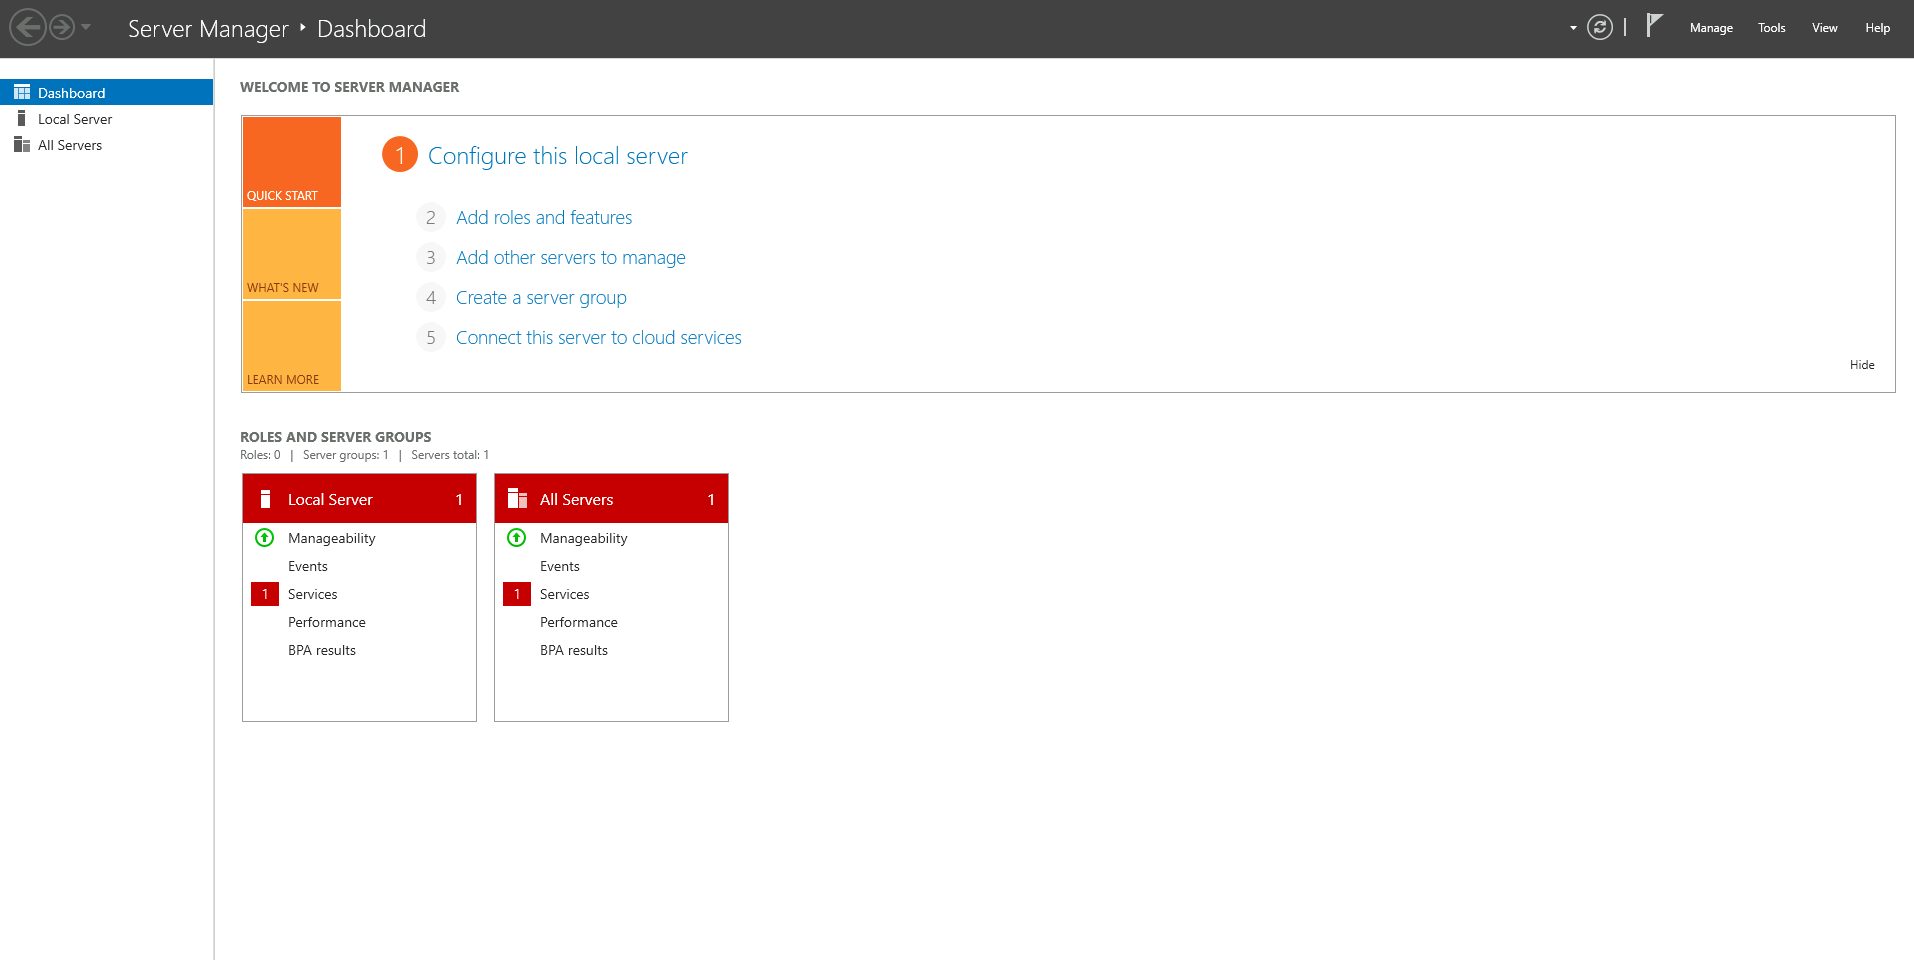 Server Manager ‣ Dashboard
Manage Tools View Help
Dashboard
Local Server
All Servers
WELCOME TO SERVER MANAGER
QUICK START
WHAT'S NEW
LEARN MORE
1 Configure this local server
2 Add roles and features
3 Add other servers to manage
4 Create a server group
5 Connect this server to cloud services
Hide
ROLES AND SERVER GROUPS
Roles: 0 | Server groups: 1 | Servers total: 1
Local Server 1
Manageability
Events
1 Services
Performance
BPA results
All Servers 1
Manageability
Events
1 Services
Performance
BPA results